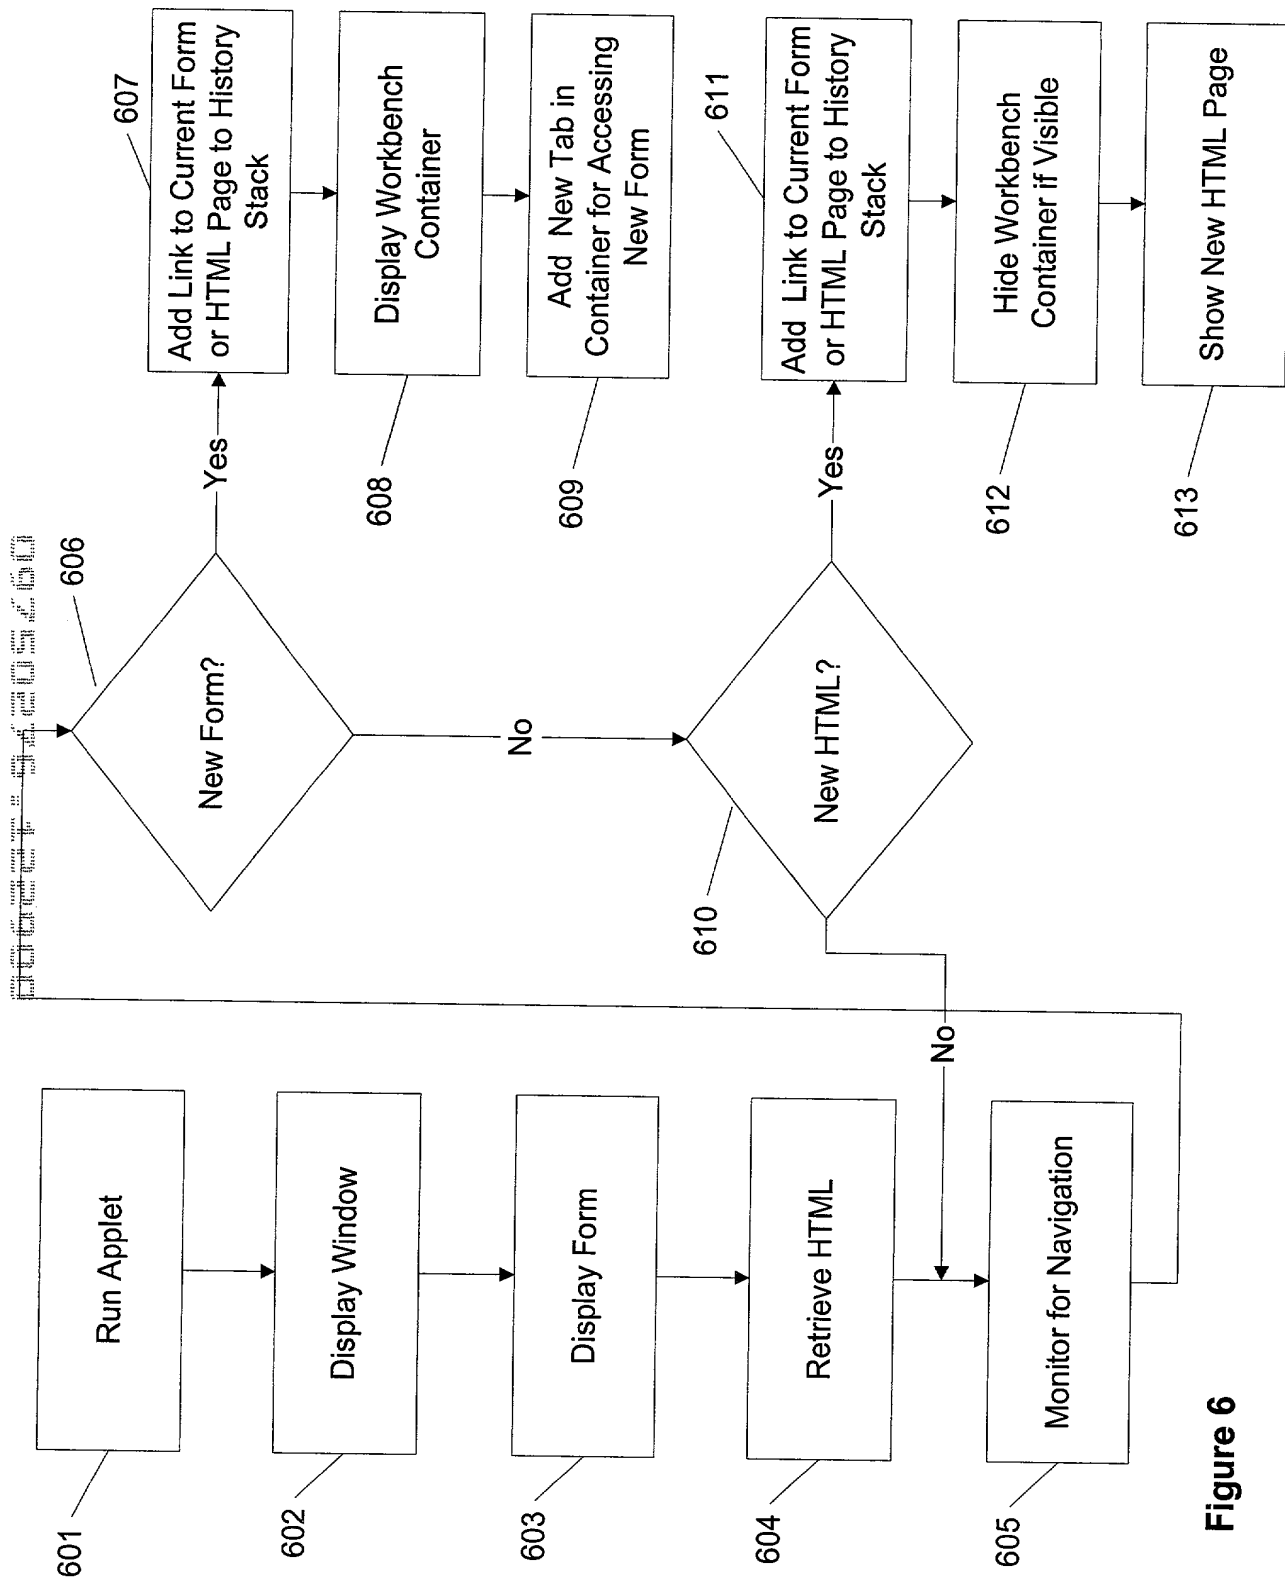 601
Run Applet
602
Display Window
603
Display Form
604
Retrieve HTML
605
Monitor for Navigation
606
New Form?
Yes
No
607
Add Link to Current Form
or HTML Page to History
Stack
608
Display Workbench
Container
609
Add New Tab in
Container for Accessing
New Form
610
New HTML?
Yes
No
611
Add Link to Current Form
or HTML Page to History
Stack
612
Hide Workbench
Container if Visible
613
Show New HTML Page
Figure 6